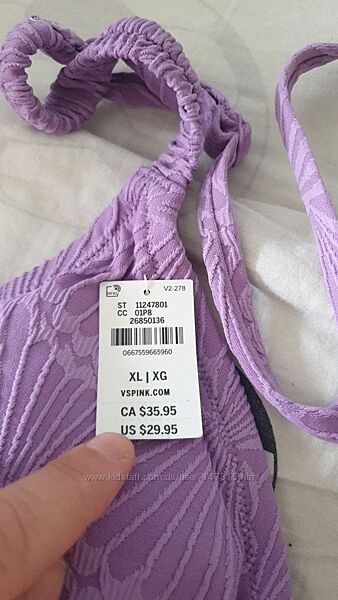 V2-278
ST 11247801
CC 01P8
26850136
0667559665960
XL | XG
VSPINK.COM
CA $35.95
US $29.95